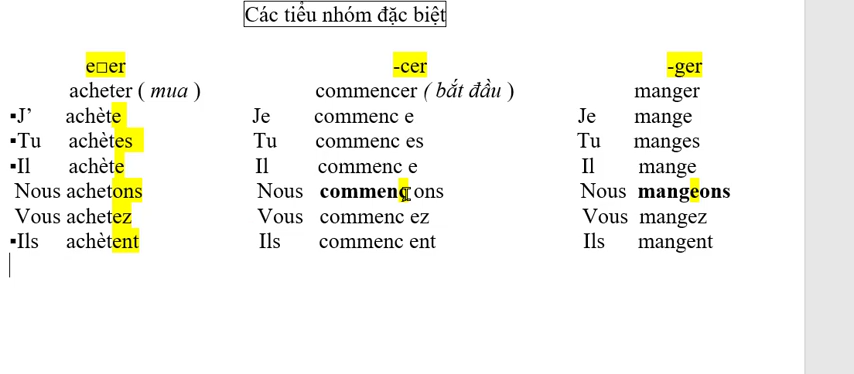 Các tiểu nhóm đặc biệt
e□er -cer -ger
acheter ( mua ) commencer ( bắt đầu ) manger
▪J’ achète Je commenc e Je mange
▪Tu achètes Tu commenc es Tu manges
▪Il achète Il commenc e Il mange
Nous achetons Nous commenç ons Nous mangeons
Vous achetez Vous commenc ez Vous mangez
▪Ils achètent Ils commenc ent Ils mangent